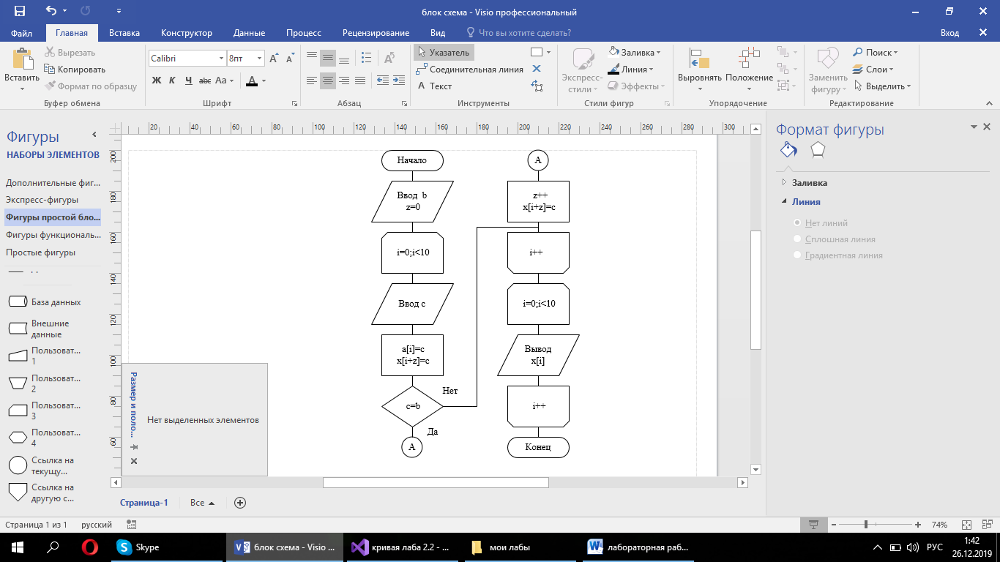 блок схема - Visio профессиональный
Файл
Главная
Вставка
Конструктор
Данные
Процесс
Рецензирование
Вид
Что вы хотите сделать?
Вход
Вставить
Вырезать
Копировать
Формат по образцу
Буфер обмена
Calibri
8пт
Ж К Ч abc Aa A
Шрифт
Абзац
Указатель
Соединительная линия
Текст
Инструменты
Экспресс-
стили
Заливка
Линия
Эффекты
Стили фигур
Выровнять
Положение
Упорядочение
Заменить
фигуру
Поиск
Слои
Выделить
Редактирование
Фигуры
НАБОРЫ ЭЛЕМЕНТОВ
Дополнительные фиг...
Экспресс-фигуры
Фигуры простой бло...
Фигуры функциональ...
Простые фигуры
База данных
Внешние
данные
Пользоват...
1
Пользоват...
2
Пользоват...
3
Пользоват...
4
Ссылка на
текущу...
Ссылка на
другую с...
20 40 60 80 100 120 140 160 180 200 220 240 260 280 300
200
180
160
140
120
100
80
60
Начало
Ввод b
z=0
i=0;i<10
Ввод c
a[i]=c
x[i+z]=c
c=b
Нет
Да
А
А
z++
x[i+z]=c
i++
i=0;i<10
Вывод
x[i]
i++
Конец
Размер и поло...
Нет выделенных элементов
Формат фигуры
Заливка
Линия
Нет линий
Сплошная линия
Градиентная линия
Страница-1
Все
Страница 1 из 1
русский
74%
Skype
блок схема - Visio ...
кривая лаба 2.2 - ...
мои лабы
лабораторная раб...
РУС
1:42
26.12.2019